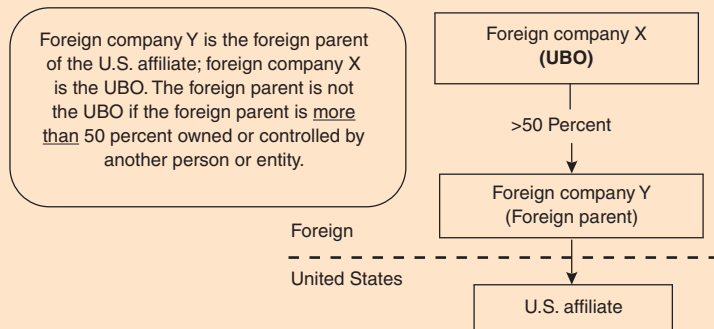 Foreign company Y is the foreign parent
of the U.S. affiliate; foreign company X
is the UBO. The foreign parent is not
the UBO if the foreign parent is more
than 50 percent owned or controlled by
another person or entity.
Foreign company X
(UBO)
>50 Percent
Foreign company Y
(Foreign parent)
Foreign
United States
U.S. affiliate